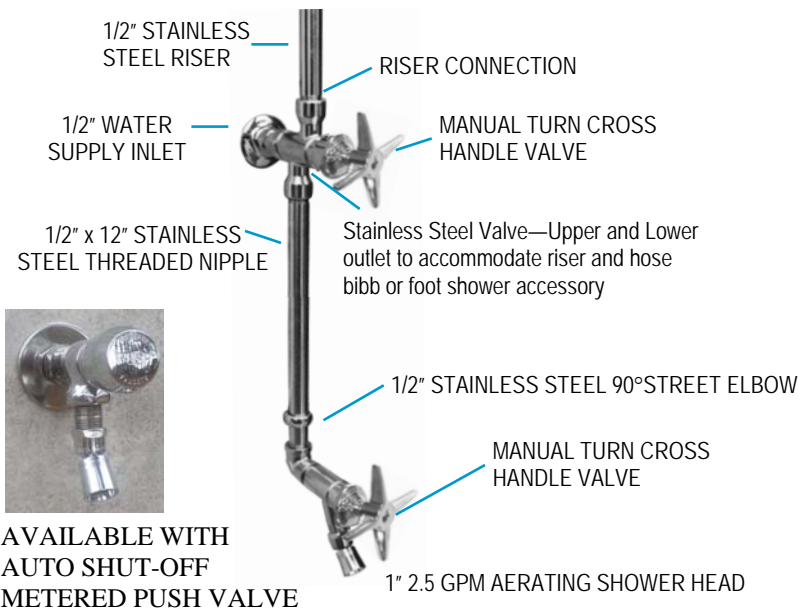 1/2" STAINLESS
STEEL RISER
RISER CONNECTION
1/2" WATER
SUPPLY INLET
MANUAL TURN CROSS
HANDLE VALVE
1/2" x 12" STAINLESS
STEEL THREADED NIPPLE
Stainless Steel Valve—Upper and Lower
outlet to accommodate riser and hose
bibb or foot shower accessory
1/2" STAINLESS STEEL 90°STREET ELBOW
MANUAL TURN CROSS
HANDLE VALVE
AVAILABLE WITH
AUTO SHUT-OFF
METERED PUSH VALVE
1" 2.5 GPM AERATING SHOWER HEAD